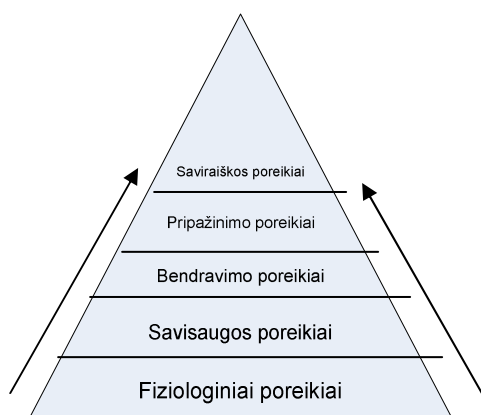 Saviraiškos poreikiai
Pripažinimo poreikiai
Bendravimo poreikiai
Savisaugos poreikiai
Fiziologiniai poreikiai